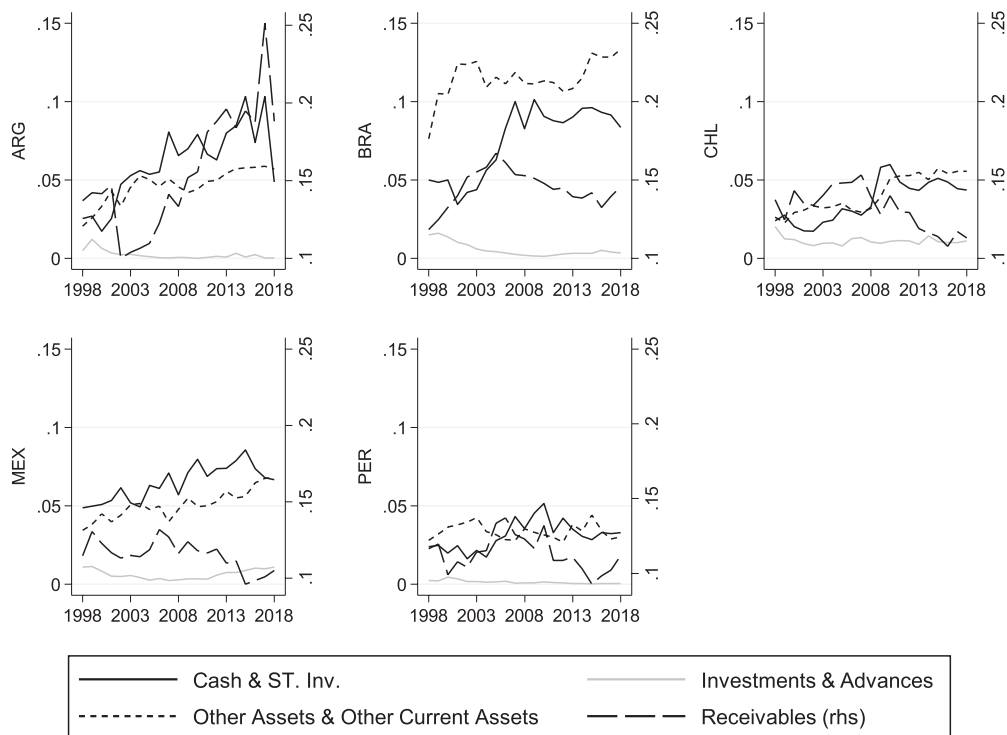 ARG
.15
.1
.05
0
.25
.2
.15
.1
1998 2003 2008 2013 2018
BRA
.15
.1
.05
0
.25
.2
.15
.1
1998 2003 2008 2013 2018
CHL
.15
.1
.05
0
.25
.2
.15
.1
1998 2003 2008 2013 2018
MEX
.15
.1
.05
0
.25
.2
.15
.1
1998 2003 2008 2013 2018
PER
.15
.1
.05
0
.25
.2
.15
.1
1998 2003 2008 2013 2018
Cash & ST. Inv.
Investments & Advances
Other Assets & Other Current Assets
Receivables (rhs)